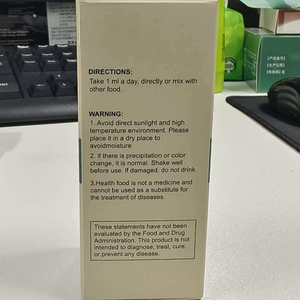 DIRECTIONS:
Take 1 ml a day, directly or mix with
other food.
WARNING:
1. Avoid direct sunlight and high
temperature environment. Please
place it in a dry place to
avoidmoisture.
2. If there is precipitation or color
change, it is normal. Shake well
before use. If damaged, do not drink.
3.Health food is not a medicine and
cannot be used as a substitute for
the treatment of diseases.
These statements have not been
evaluated by the Food and Drug
Administration. This product is not
intended to diagnose, treat, cure,
or prevent any disease.